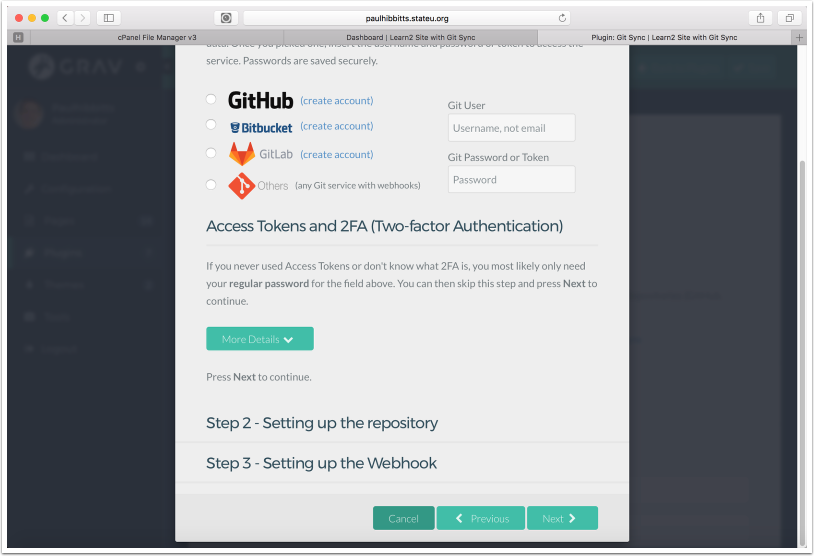 paulhibbitts.stateu.org
H
cPanel File Manager v3
Dashboard | Learn2 Site with Git Sync
Plugin: Git Sync | Learn2 Site with Git Sync
GRAV
data. Once you picked one, insert the username and password or token to access the
service. Passwords are saved securely.
GitHub (create account)
Bitbucket (create account)
GitLab (create account)
Others (any Git service with webhooks)
Git User
Username, not email
Git Password or Token
Password
Access Tokens and 2FA (Two-factor Authentication)
If you never used Access Tokens or don't know what 2FA is, you most likely only need
your regular password for the field above. You can then skip this step and press Next to
continue.
More Details
Press Next to continue.
Step 2 - Setting up the repository
Step 3 - Setting up the Webhook
Cancel
Previous
Next